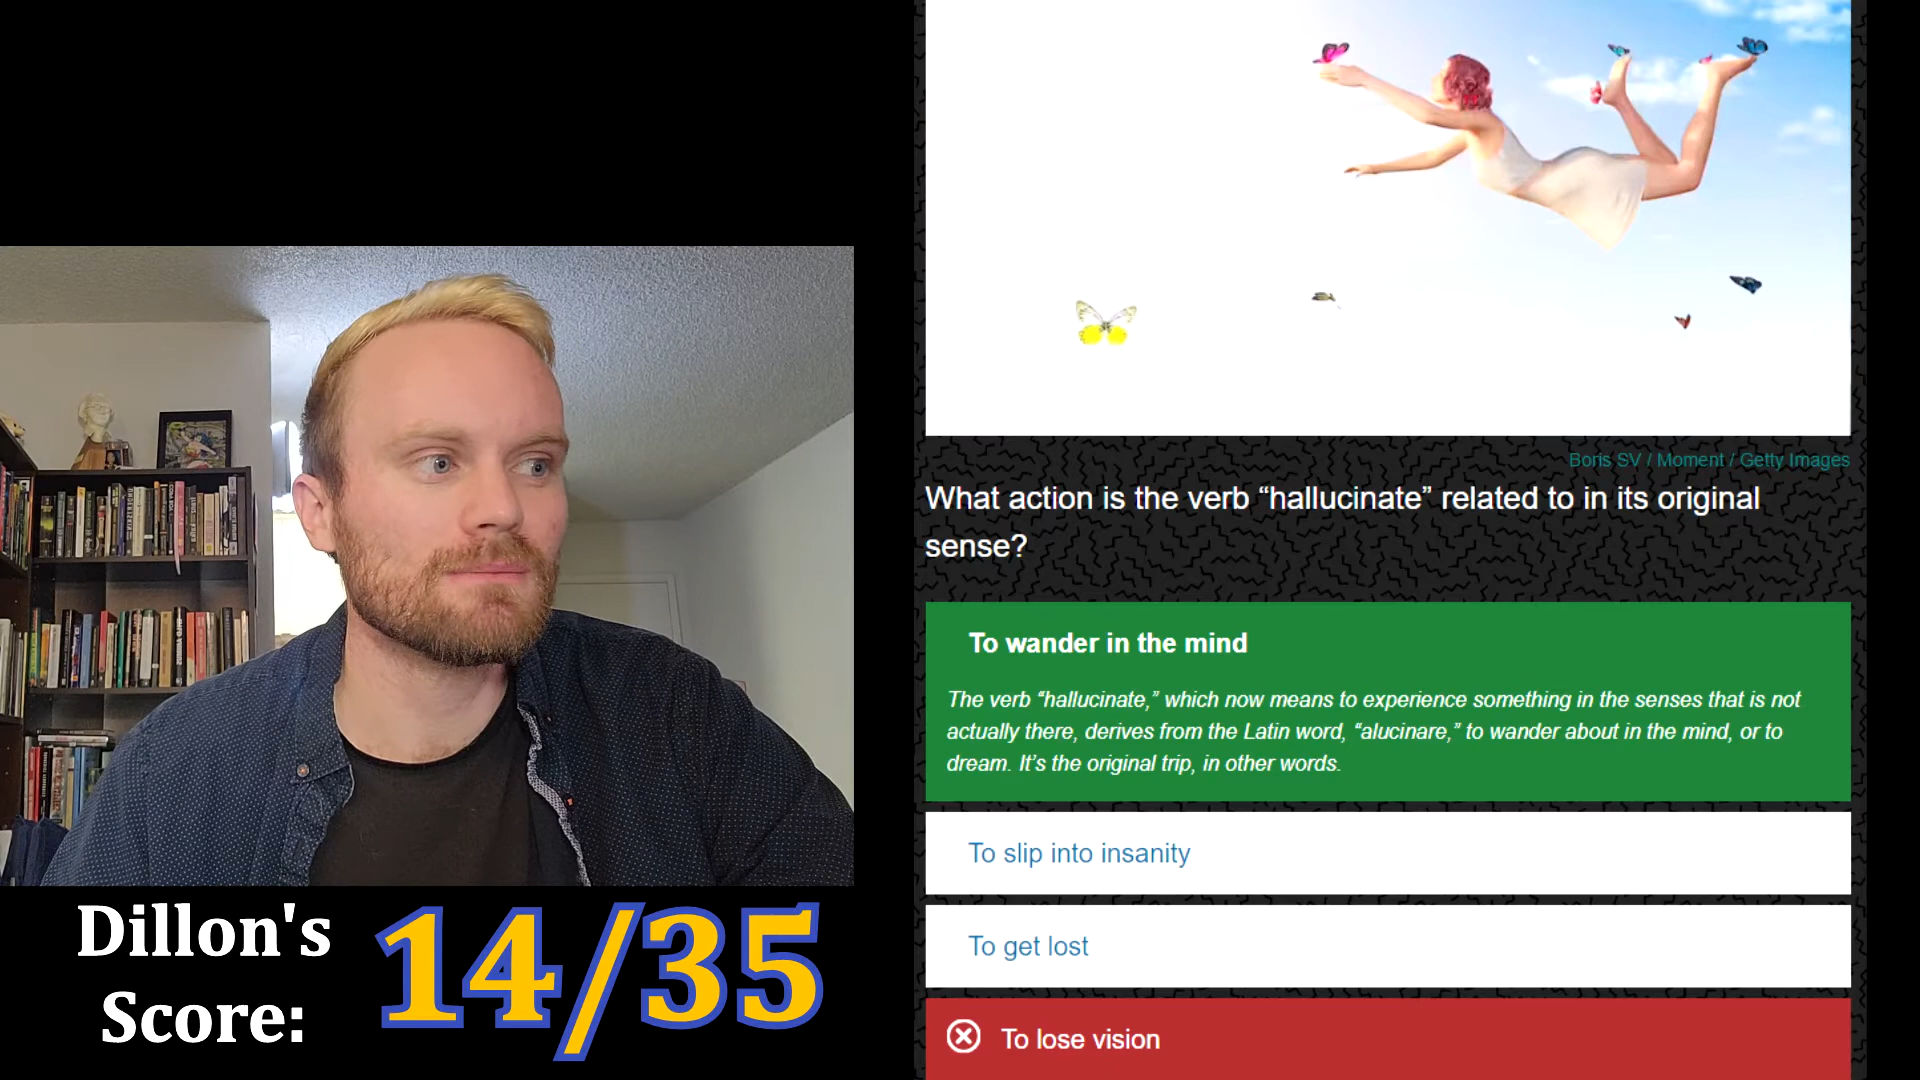 Boris SV / Moment / Getty Images
What action is the verb “hallucinate” related to in its original
sense?
To wander in the mind
The verb “hallucinate,” which now means to experience something in the senses that is not
actually there, derives from the Latin word, “alucinare,” to wander about in the mind, or to
dream. It’s the original trip, in other words.
To slip into insanity
To get lost
To lose vision
Dillon's
Score:
14/35